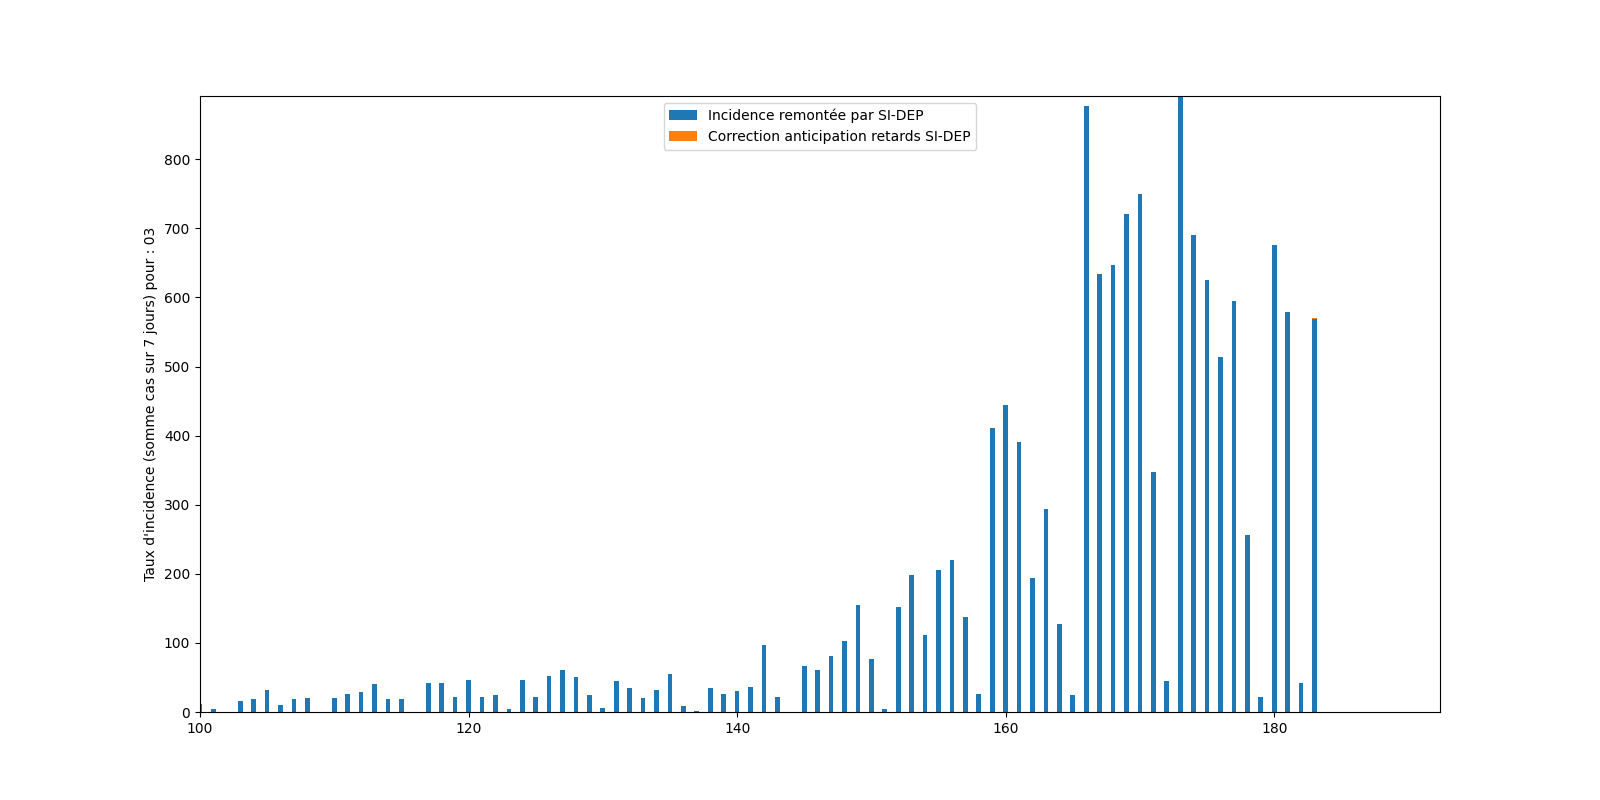 Incidence remontée par SI-DEP
Correction anticipation retards SI-DEP
Taux d'incidence (somme cas sur 7 jours) pour : 03
800
700
600
500
400
300
200
100
0
100 120 140 160 180